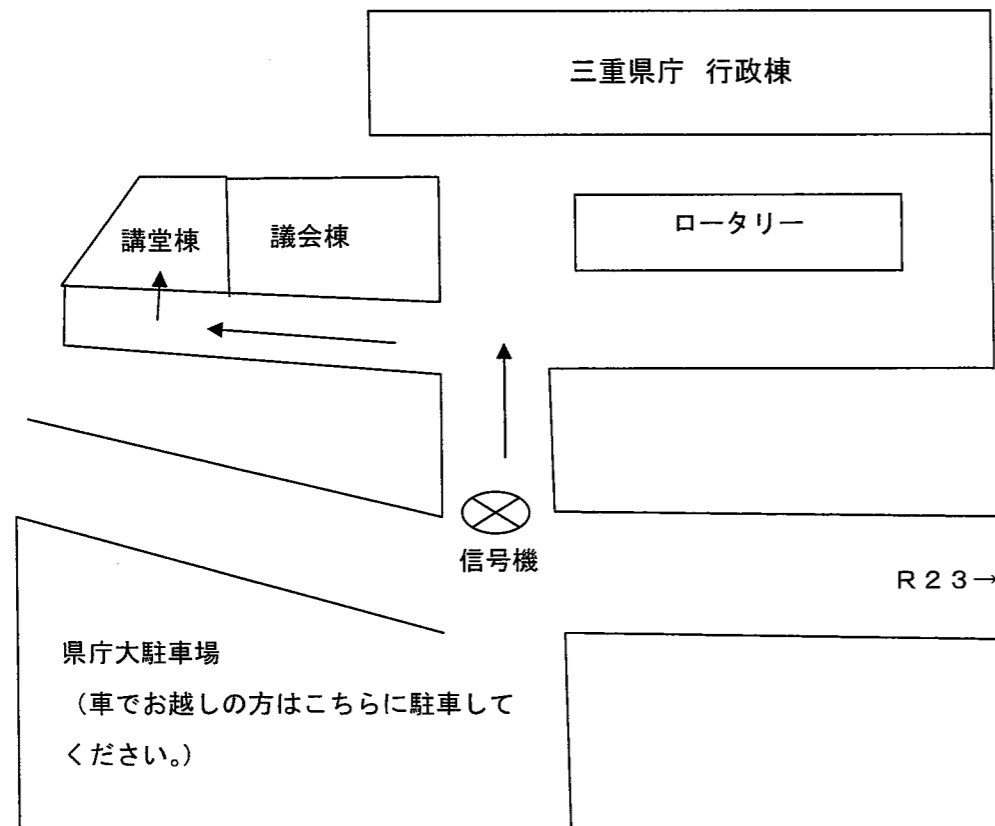 三重県庁 行政棟
ロータリー
講堂棟
議会棟
信号機
R23→
県庁大駐車場
（車でお越しの方はこちらに駐車して
ください。）